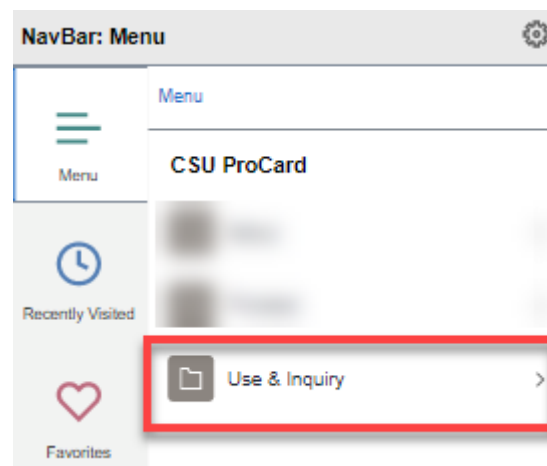 NavBar: Menu
Menu
CSU ProCard
Menu
Recently Visited
Use & Inquiry
Favorites